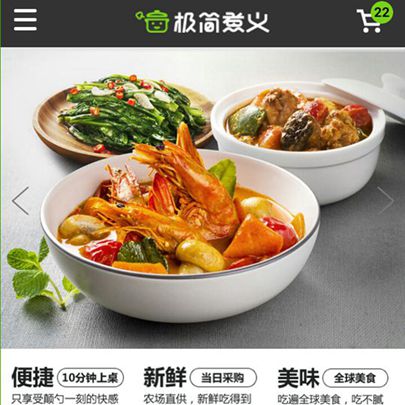 极简煮义
22
便捷 10分钟上桌
只享受颠勺一刻的快感
新鲜 当日采购
农场直供，新鲜吃得到
美味 全球美食
吃遍全球美食，吃不腻